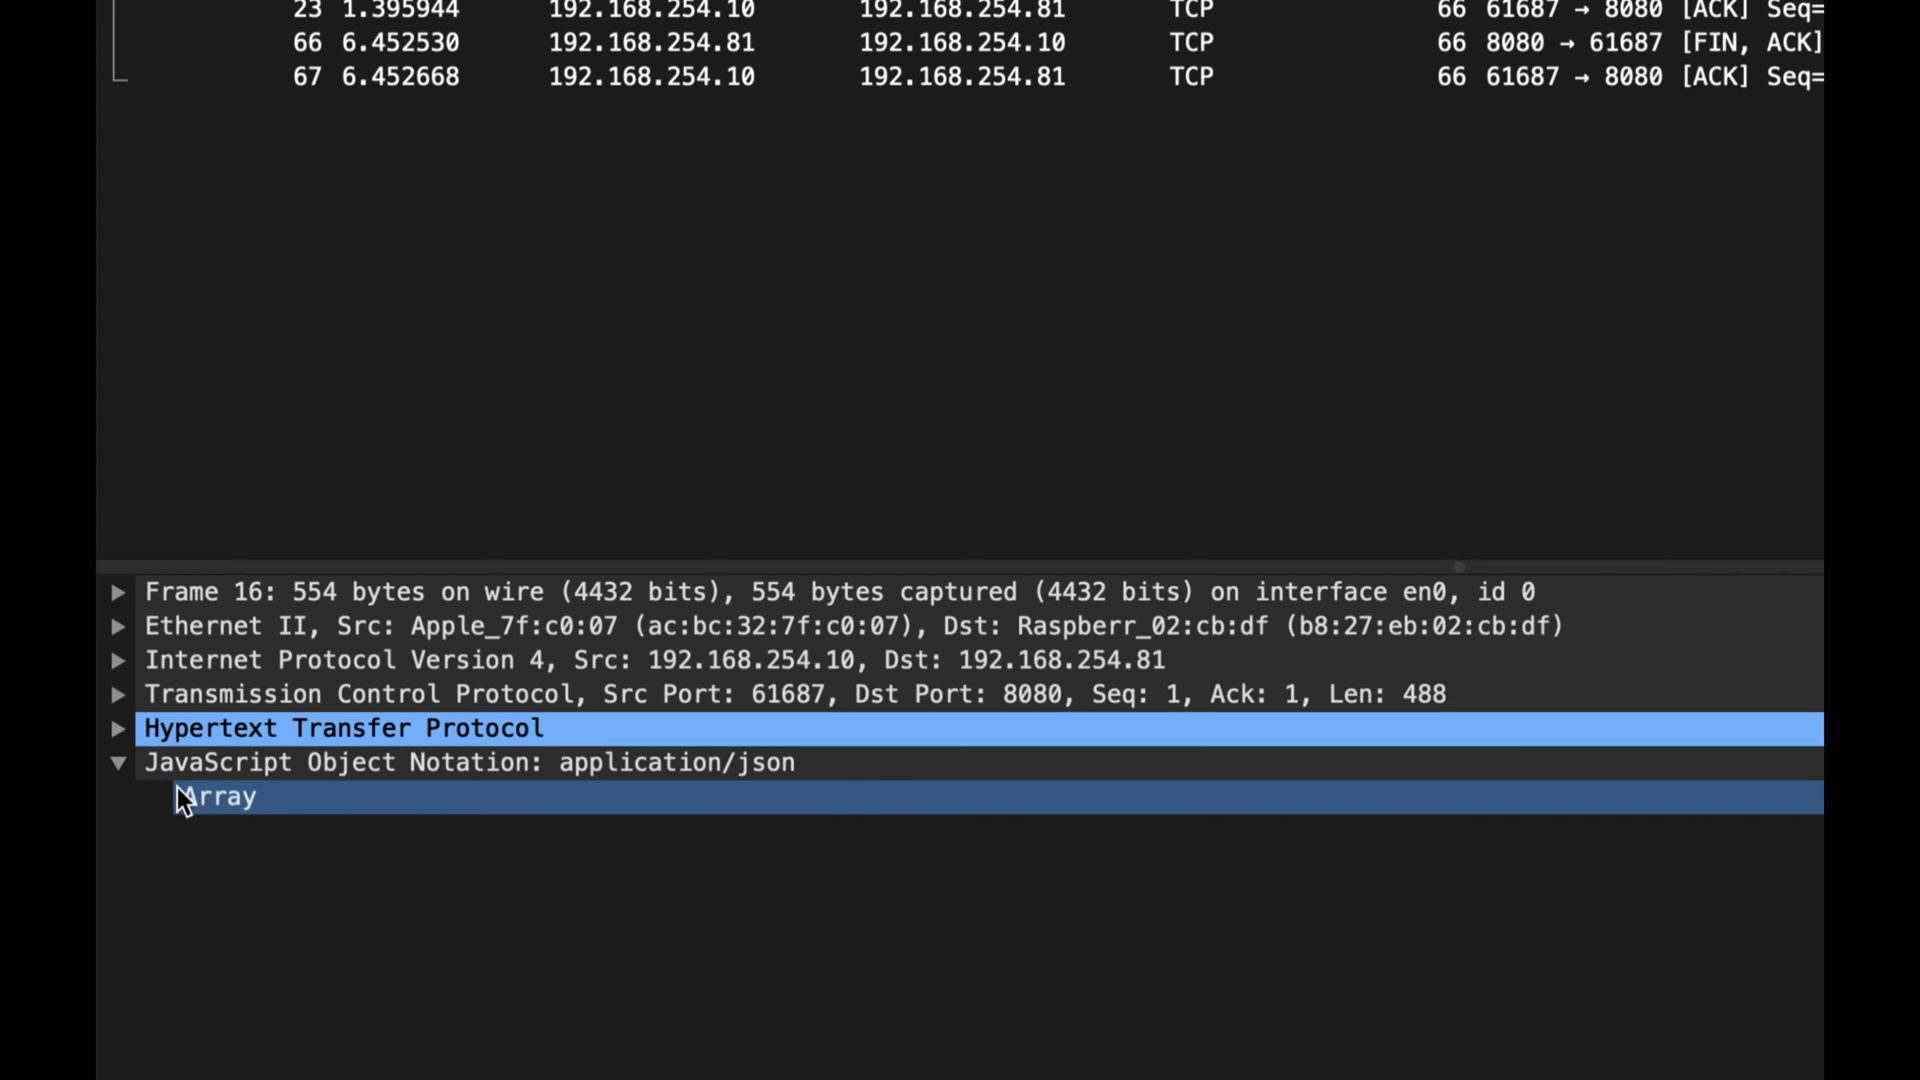 23 1.395944 192.168.254.10 192.168.254.81 TCP 66 61687 → 8080 [ACK] Seq=
66 6.452530 192.168.254.81 192.168.254.10 TCP 66 8080 → 61687 [FIN, ACK]
67 6.452668 192.168.254.10 192.168.254.81 TCP 66 61687 → 8080 [ACK] Seq=
Frame 16: 554 bytes on wire (4432 bits), 554 bytes captured (4432 bits) on interface en0, id 0
Ethernet II, Src: Apple_7f:c0:07 (ac:bc:32:7f:c0:07), Dst: Raspberr_02:cb:df (b8:27:eb:02:cb:df)
Internet Protocol Version 4, Src: 192.168.254.10, Dst: 192.168.254.81
Transmission Control Protocol, Src Port: 61687, Dst Port: 8080, Seq: 1, Ack: 1, Len: 488
Hypertext Transfer Protocol
JavaScript Object Notation: application/json
Array